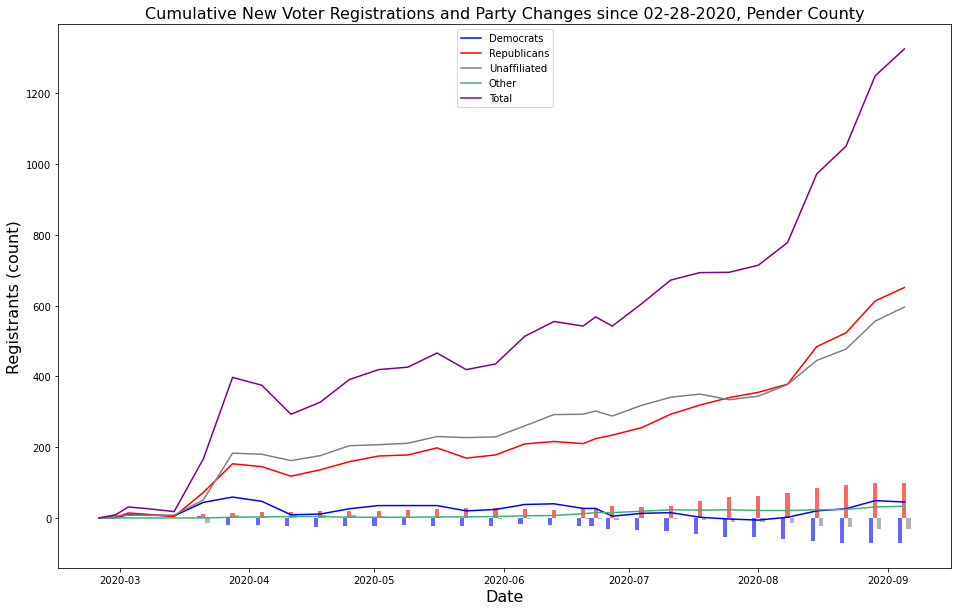 Cumulative New Voter Registrations and Party Changes since 02-28-2020, Pender County
Democrats
Republicans
Unaffiliated
Other
Total
Registrants (count)
1200
1000
800
600
400
200
0
2020-03
2020-04
2020-05
2020-06
2020-07
2020-08
2020-09
Date